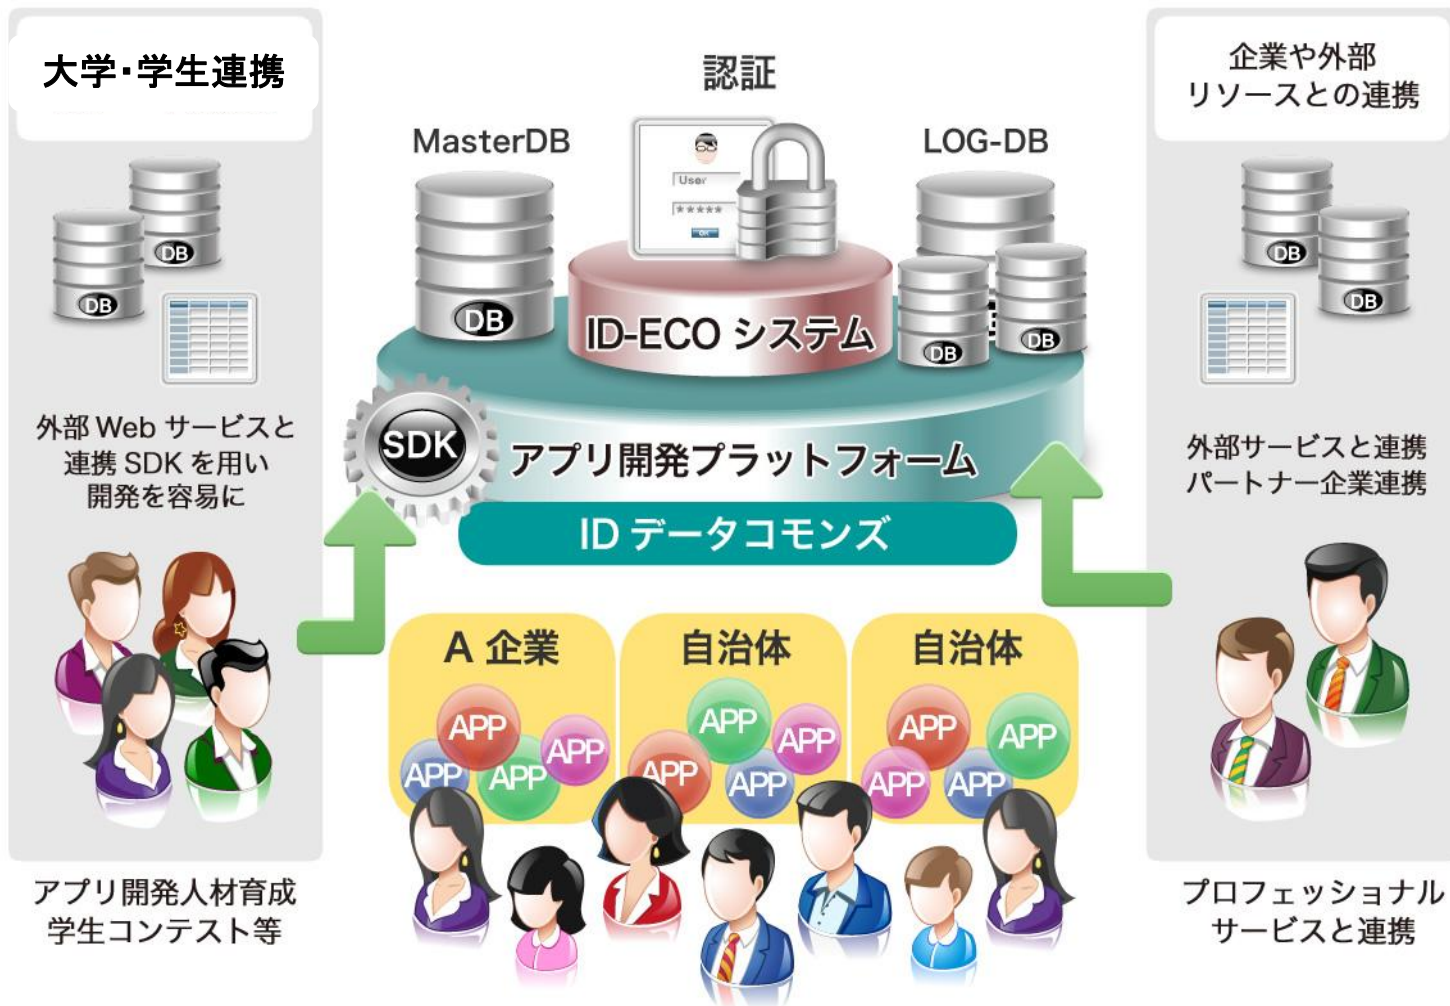 大学・学生連携
DB
DB
外部 Web サービスと
連携 SDK を用い
開発を容易に
アプリ開発人材育成
学生コンテスト等
認証
MasterDB
LOG-DB
User
*****
OK
DB
DB
DB
ID-ECO システム
SDK
アプリ開発プラットフォーム
ID データコモンズ
A 企業
APP
APP
APP
APP
自治体
APP
APP
APP
APP
自治体
APP
APP
APP
APP
企業や外部
リソースとの連携
DB
DB
外部サービスと連携
パートナー企業連携
プロフェッショナル
サービスと連携